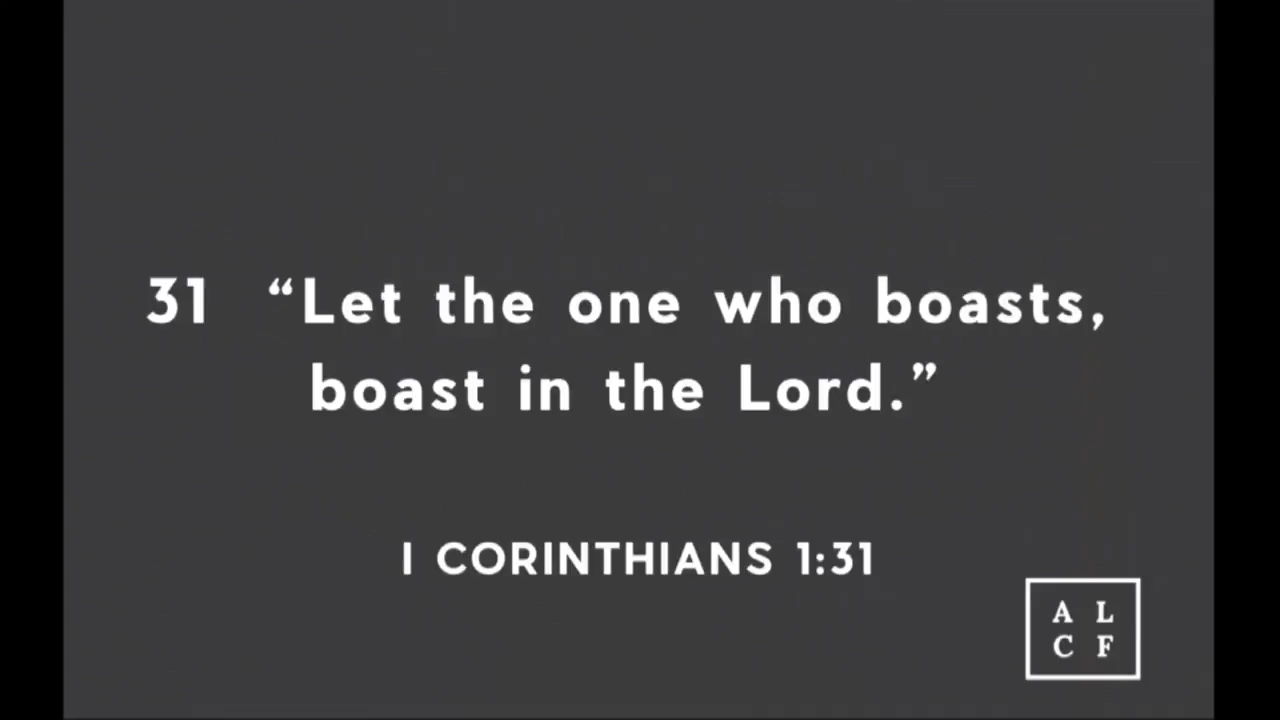 31 “Let the one who boasts,
boast in the Lord.”
I CORINTHIANS 1:31
A L
C F